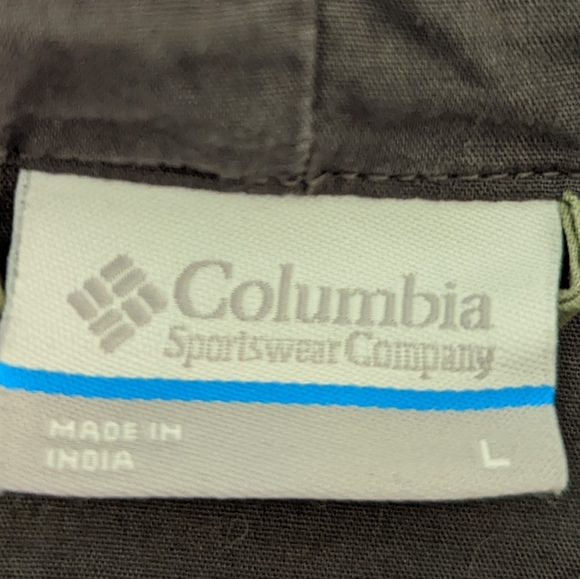 Columbia
Sportswear Company
MADE IN
INDIA
L